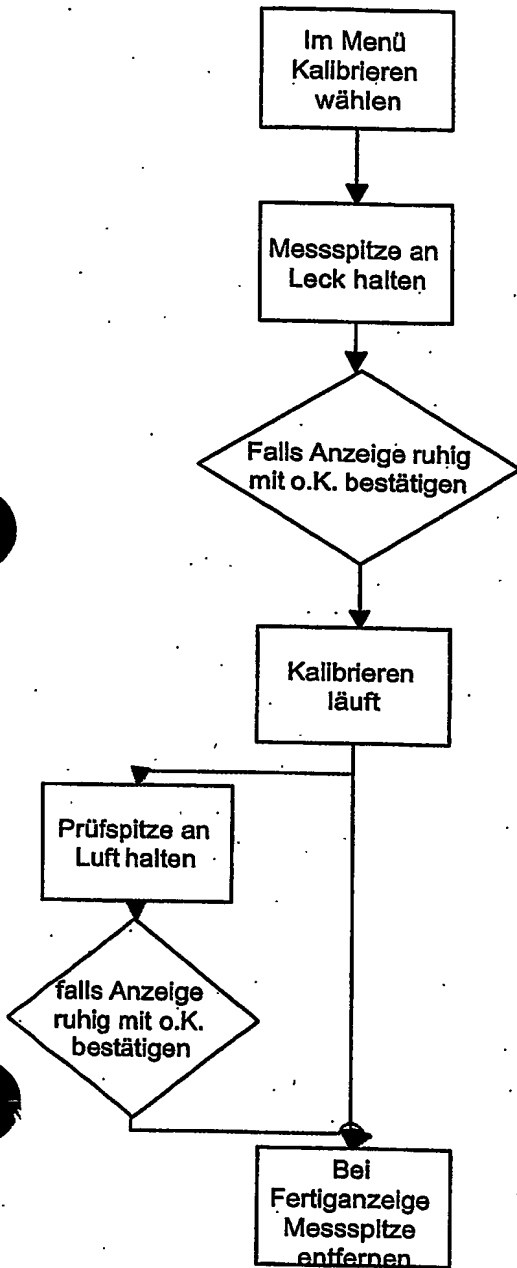 Im Menü
Kalibrieren
wählen
Messspitze an
Leck halten
Falls Anzeige ruhig
mit o.K. bestätigen
Kalibrieren
läuft
Prüfspitze an
Luft halten
falls Anzeige
ruhig mit o.K.
bestätigen
Bei
Fertiganzeige
Messspitze
entfernen